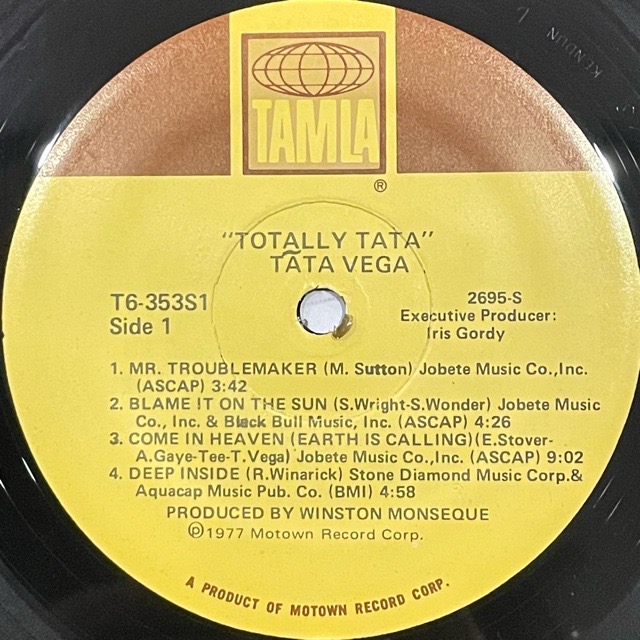 KENDUN
TAMLA
®
"TOTALLY TATA"
TATA VEGA
T6-353S1
Side 1
2695-S
Executive Producer:
Iris Gordy
1. MR. TROUBLEMAKER (M. Sutton) Jobete Music Co.,Inc.
(ASCAP) 3:42
2. BLAME IT ON THE SUN (S.Wright-S.Wonder) Jobete Music
Co., Inc. & Black Bull Music, Inc. (ASCAP) 4:26
3. COME IN HEAVEN (EARTH IS CALLING)(E.Stover-
A.Gaye-Tee-T.Vega) Jobete Music Co.,Inc. (ASCAP) 9:02
4. DEEP INSIDE (R.Winarick) Stone Diamond Music Corp.&
Aquacap Music Pub. Co. (BMI) 4:58
PRODUCED BY WINSTON MONSEQUE
℗1977 Motown Record Corp.
A PRODUCT OF MOTOWN RECORD CORP.